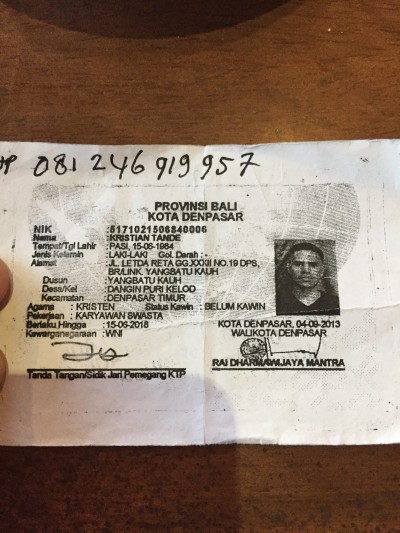 HP 081 246 919 957
PROVINSI BALI
KOTA DENPASAR
NIK :5171021506840006
Nama :KRISTIAN TANDE
Tempat/Tgl Lahir :PASI, 15-06-1984
Jenis Kelamin :LAKI-LAKI Gol. Darah :-
Alamat :JL. LETDA RETA GG.XXII NO.19 DPS,
BR/LINK. YANGBATU KAUH
Dusun :YANGBATU KAUH
Desa/Kel :DANGIN PURI KELOD
Kecamatan :DENPASAR TIMUR
Agama :KRISTEN Status Kawin :BELUM KAWIN
Pekerjaan :KARYAWAN SWASTA
Berlaku Hingga :15-06-2018
Kewarganegaraan :WNI
KOTA DENPASAR, 04-09-2013
WALIKOTA DENPASAR
RAI DHARMAWIJAYA MANTRA
Tanda Tangan/Sidik Jari Pemegang KTP